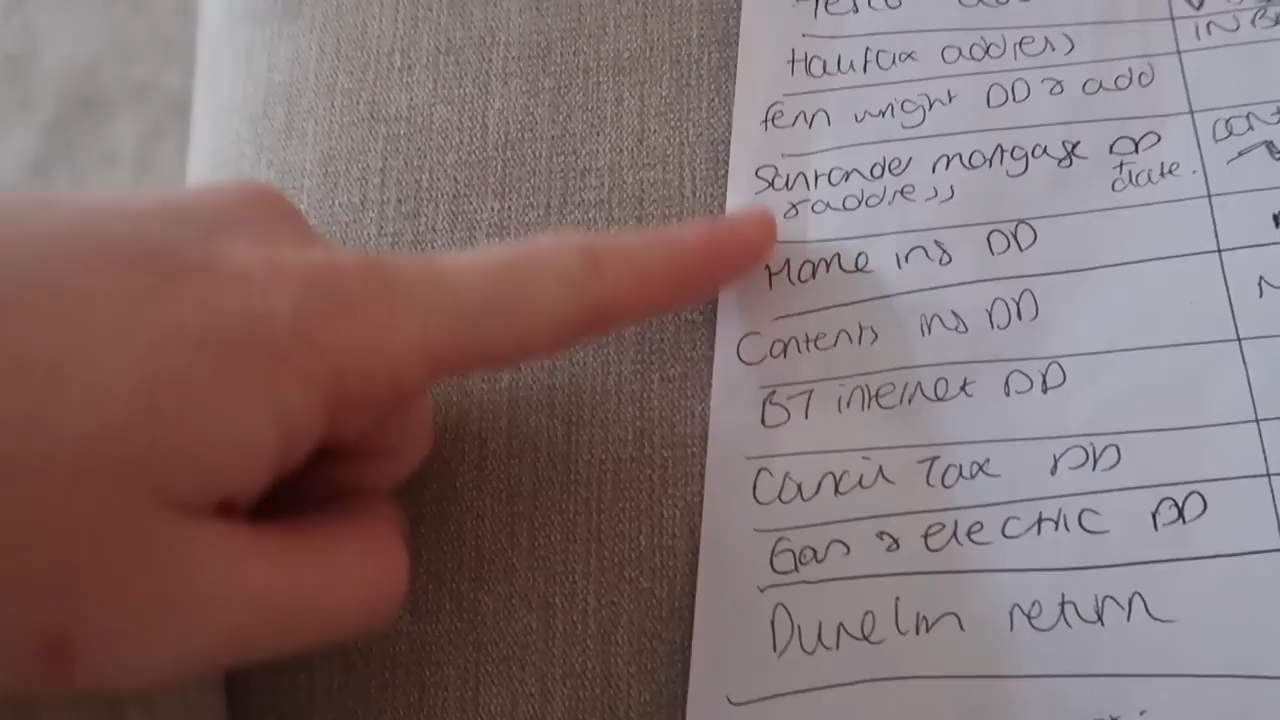 Halifax address
fenn wright DD & add
Santander mortgage DD
+ date.
& address
Home ins DD
Contents ins DD
BT internet DD
Council Tax DD
Gas & electric DD
Dunelm return